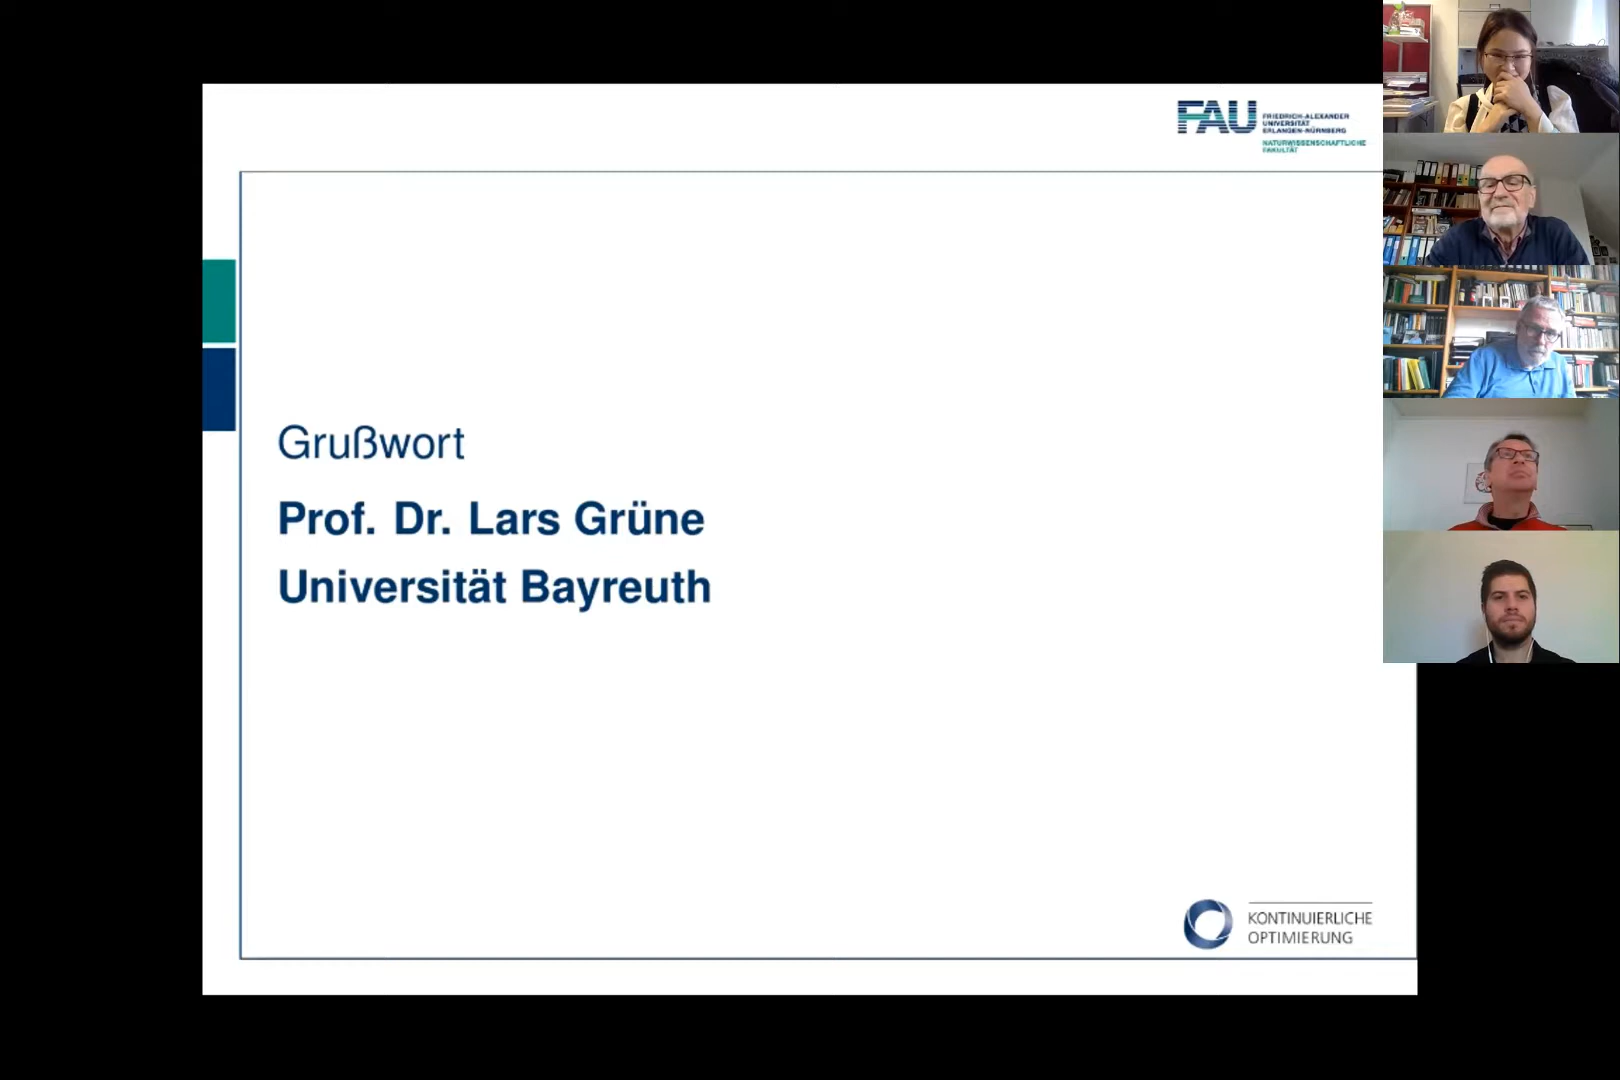 FAU FRIEDRICH-ALEXANDER
UNIVERSITÄT
ERLANGEN-NÜRNBERG
NATURWISSENSCHAFTLICHE
FAKULTÄT
Grußwort
Prof. Dr. Lars Grüne
Universität Bayreuth
KONTINUIERLICHE
OPTIMIERUNG